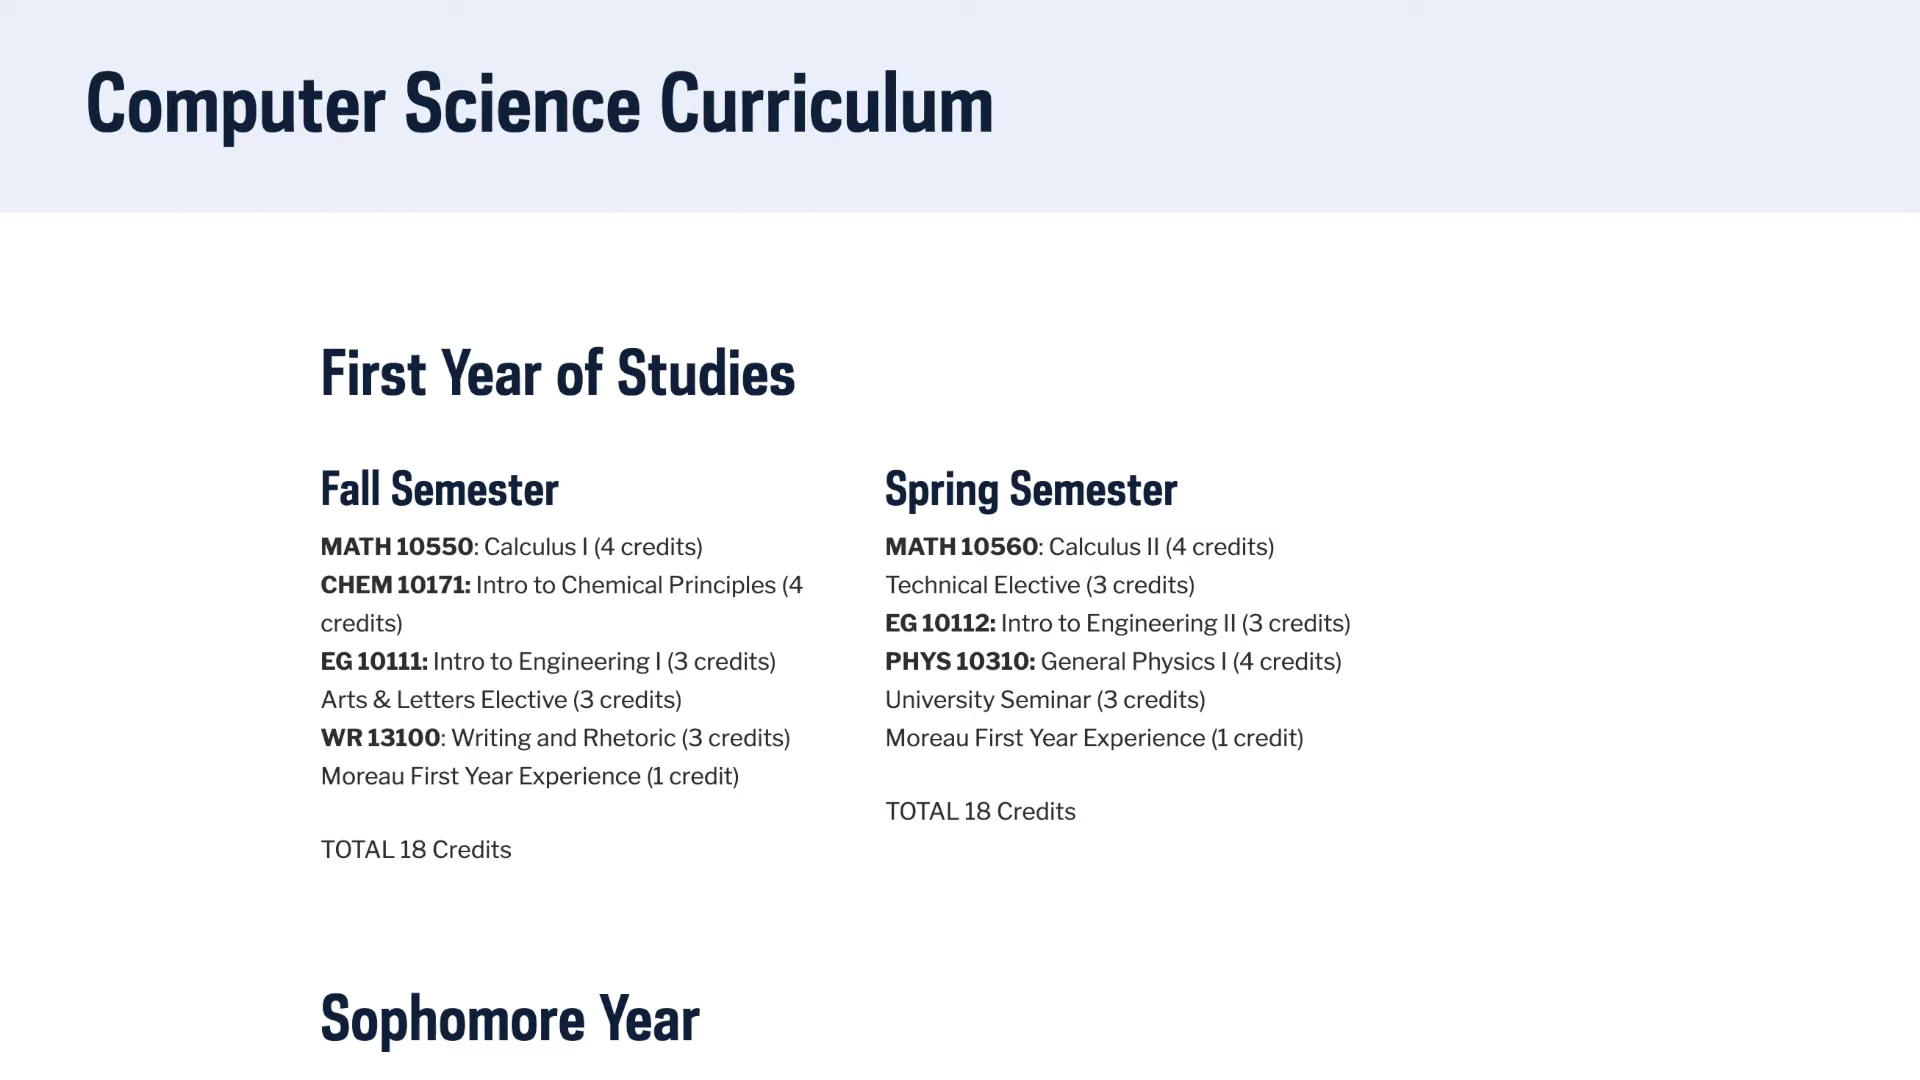 Computer Science Curriculum
First Year of Studies
Fall Semester
MATH 10550: Calculus I (4 credits)
CHEM 10171: Intro to Chemical Principles (4
credits)
EG 10111: Intro to Engineering I (3 credits)
Arts & Letters Elective (3 credits)
WR 13100: Writing and Rhetoric (3 credits)
Moreau First Year Experience (1 credit)
TOTAL 18 Credits
Spring Semester
MATH 10560: Calculus II (4 credits)
Technical Elective (3 credits)
EG 10112: Intro to Engineering II (3 credits)
PHYS 10310: General Physics I (4 credits)
University Seminar (3 credits)
Moreau First Year Experience (1 credit)
TOTAL 18 Credits
Sophomore Year